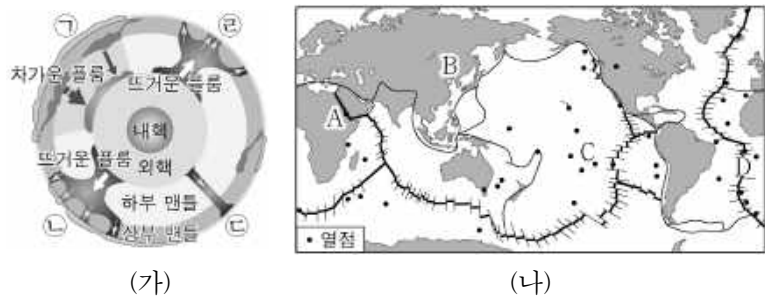 ㉠
㉣
차가운 플룸
뜨거운 플룸
내핵
외핵
뜨거운 플룸
하부 맨틀
상부 맨틀
㉡
㉢
(가)
A
B
C
D
• 열점
(나)